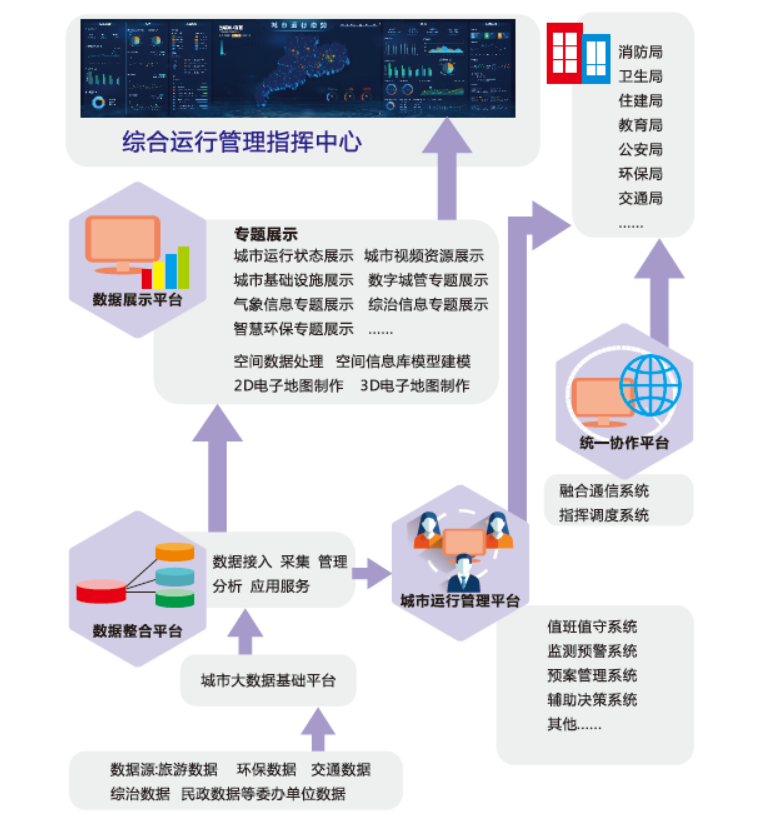 城市运行态势
综合运行管理指挥中心
消防局
卫生局
住建局
教育局
公安局
环保局
交通局
......
数据展示平台
专题展示
城市运行状态展示 城市视频资源展示
城市基础设施展示 数字城管专题展示
气象信息专题展示 综治信息专题展示
智慧环保专题展示 ......
空间数据处理 空间信息库模型建模
2D电子地图制作 3D电子地图制作
统一协作平台
融合通信系统
指挥调度系统
数据整合平台
数据接入 采集 管理
分析 应用服务
城市运行管理平台
值班值守系统
监测预警系统
预案管理系统
辅助决策系统
其他......
城市大数据基础平台
数据源:旅游数据 环保数据 交通数据
综治数据 民政数据等委办单位数据